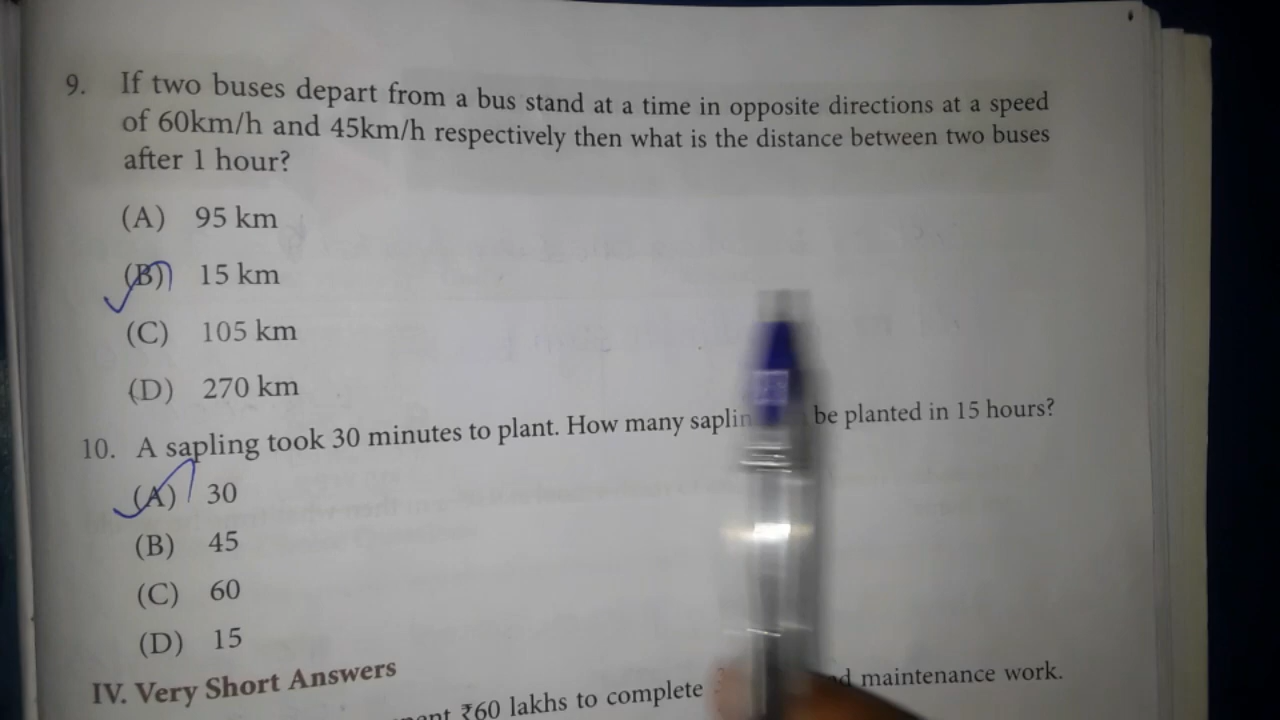 9. If two buses depart from a bus stand at a time in opposite directions at a speed
of 60km/h and 45km/h respectively then what is the distance between two buses
after 1 hour?
(A) 95 km
(B) 15 km
(C) 105 km
(D) 270 km
10. A sapling took 30 minutes to plant. How many be planted in 15 hours?
(A) 30
(B) 45
(C) 60
(D) 15
IV. Very Short Answers
₹60 lakhs to complete maintenance work.